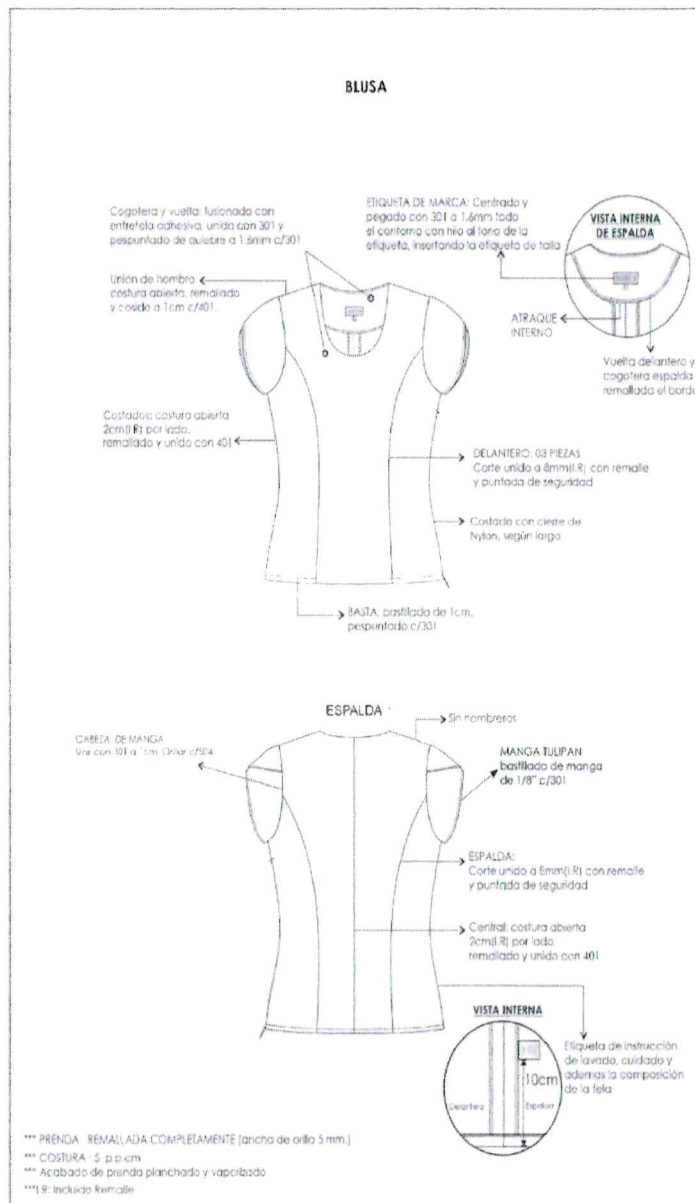 BLUSA
Cogotera y vuelta: fusionado con
entretela adhesiva, unido con 301 y
pespuntado de quiebre a 1.6mm c/301
ETIQUETA DE MARCA: Centrado y
pegado con 301 a 1.6mm todo
el contorno con hilo al tono de la
etiqueta, insertando la etiqueta de talla
VISTA INTERNA
DE ESPALDA
Unión de hombro
costura abierta, remallado
y cosido a 1cm c/401.
ATRAQUE
INTERNO
Vuelta delantero y
cogotera espalda
remallada el borde
Costados: costura abierta
2cm(I.R) por lado,
remallado y unido con 401
DELANTERO: 03 PIEZAS
Corte unido a 8mm(I.R) con remalle
y puntada de seguridad
Costado con cierre de
Nylon, según largo
BASTA: bastillado de 1cm,
pespuntado c/301
ESPALDA
Sin hombreras
CABEZA DE MANGA
Unir con 301 a 1cm. Orillar c/504
MANGA TULIPAN
bastillado de manga
de 1/8" c/301
ESPALDA:
Corte unido a 8mm(I.R) con remalle
y puntada de seguridad
Central: costura abierta
2cm(I.R) por lado,
remallado y unido con 401
VISTA INTERNA
10cm
Delantero
Espalda
Etiqueta de instrucción
de lavado, cuidado y
ademas la composición
de la tela
*** PRENDA REMALLADA COMPLETAMENTE (ancho de orillo 5 mm.)
*** COSTURA : 5 p.p.cm
*** Acabado de prenda planchado y vaporizado
***I.R: Incluido Remalle